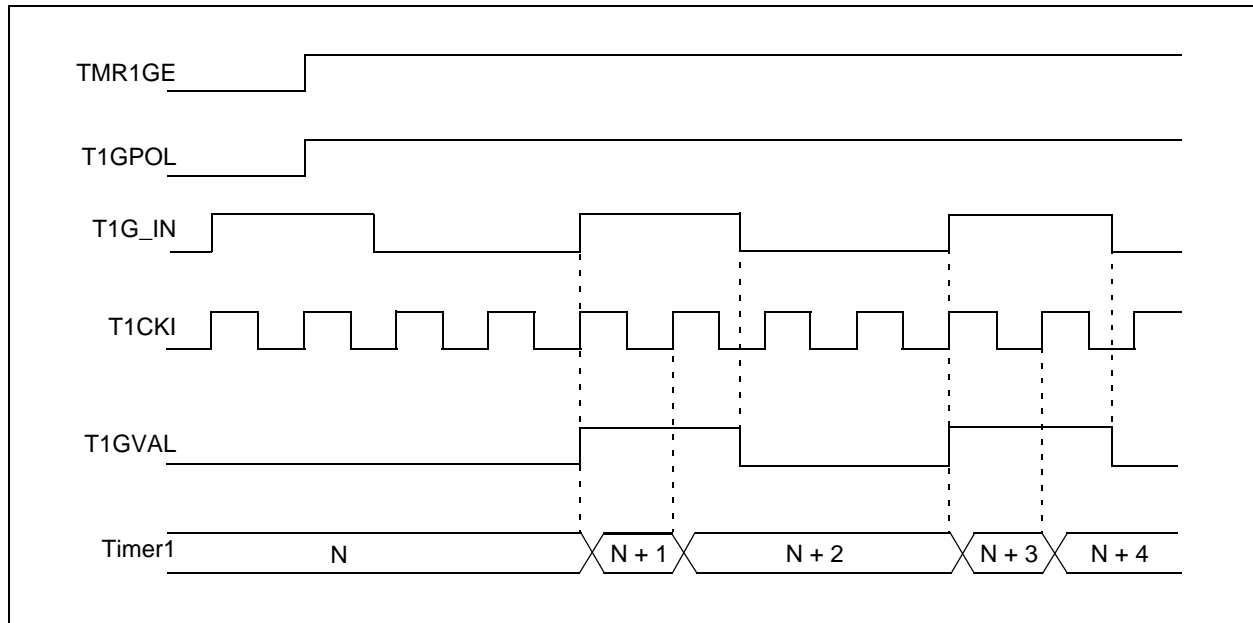 TMR1GE
T1GPOL
T1G_IN
T1CKI
T1GVAL
Timer1
N
N + 1
N + 2
N + 3
N + 4